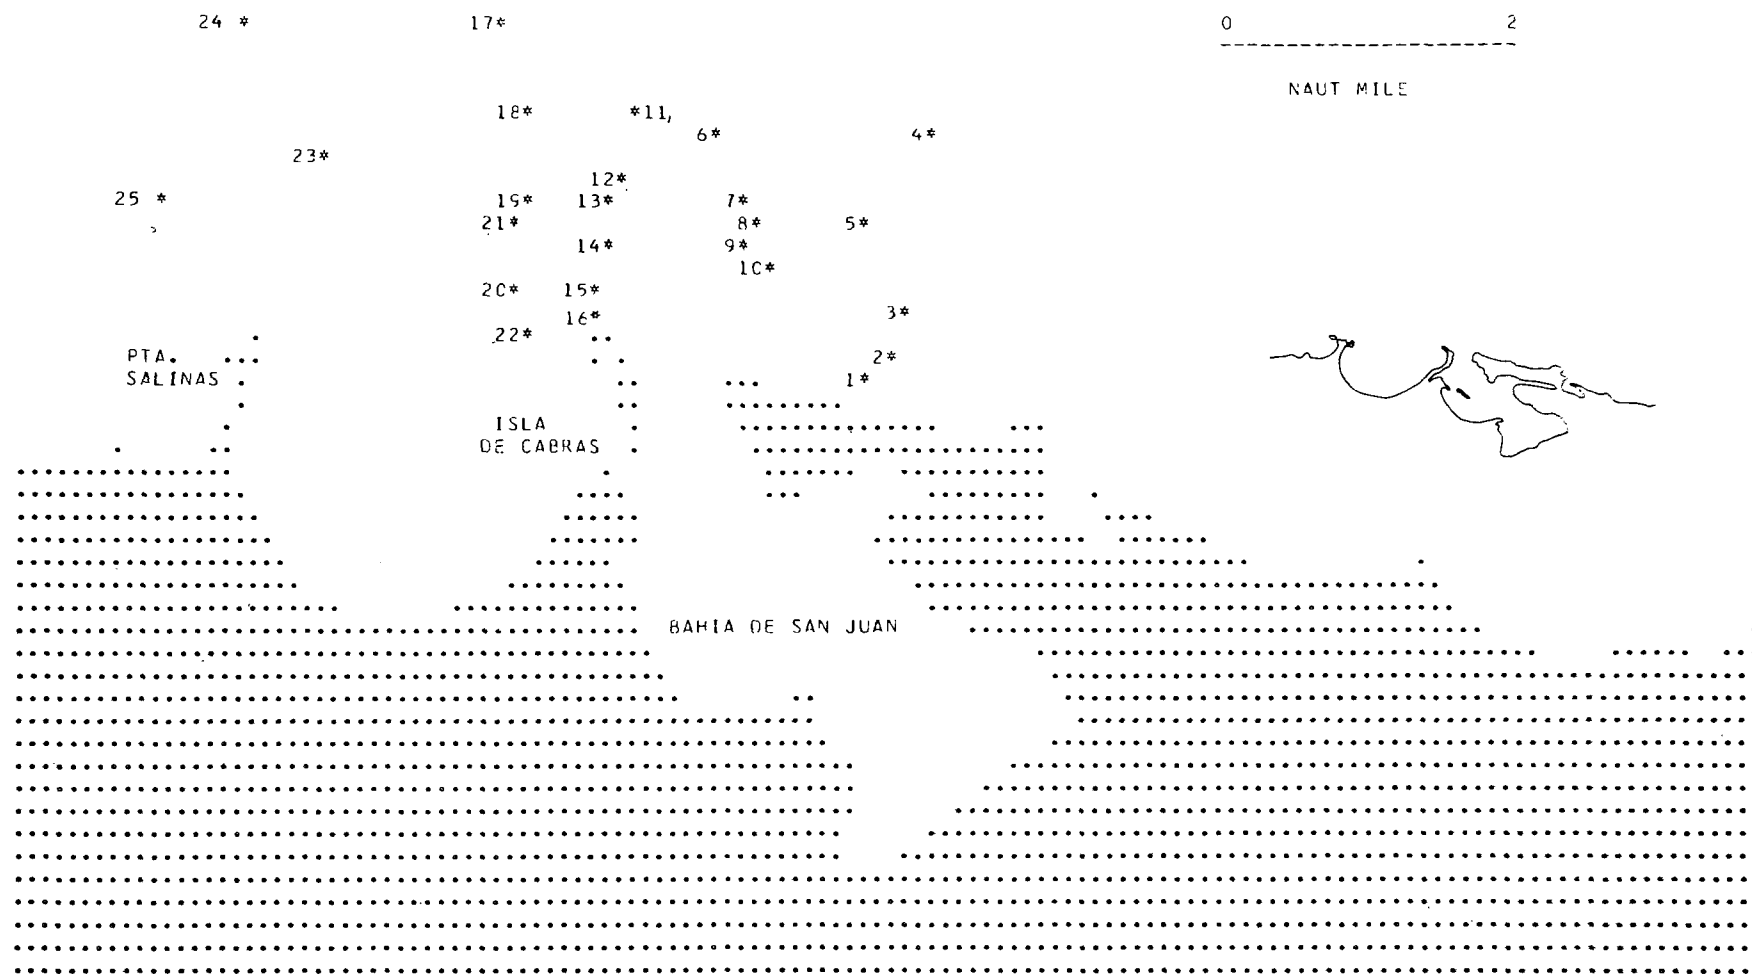 24 * 17* 0 2
NAUT MILE
18* *11,
6* 4*
23*
12*
25 * 19* 13* 7*
21* 8* 5*
14* 9*
10*
20* 15*
16* 3*
22*
PTA. 2*
SALINAS 1*
ISLA
DE CABRAS
BAHIA DE SAN JUAN